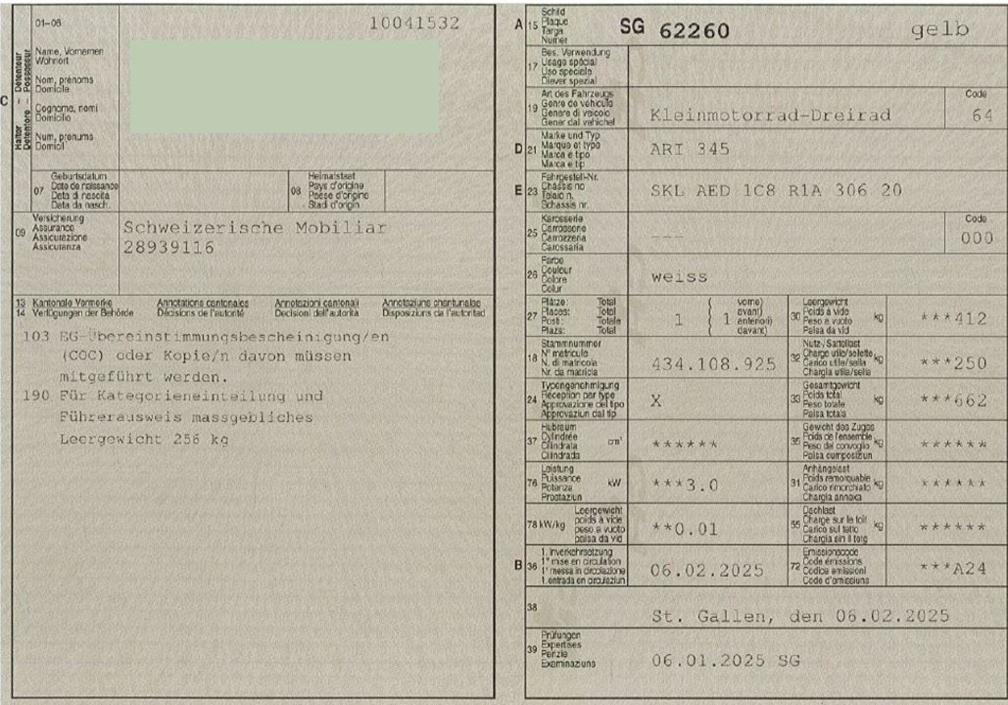 C
Halter – Détenteur
Detentore – Possessur
01–06
10041532
Name, Vornamen
Wohnort
Nom, prénoms
Domicile
Cognome, nomi
Domicilio
Num, prenums
Domicil
07
Geburtsdatum
Date de naissance
Data di nascita
Data da nasch.
08
Heimatstaat
Pays d'origine
Paese d'origine
Stadi d'origin
09
Versicherung
Assurance
Assicurazione
Assicuranza
Schweizerische Mobiliar
28939116
13 Kantonale Vermerke
14 Verfügungen der Behörde
Annotations cantonales
Décisions de l'autorité
Annotazioni cantonali
Decisioni dell'autorità
Annotaziuns chantunalas
Disposiziuns da l'autoritad
103 EG-Übereinstimmungsbescheinigung/en
(COC) oder Kopie/n davon müssen
mitgeführt werden.
190 Für Kategorieneinteilung und
Führerausweis massgebliches
Leergewicht 256 kg
A 15
Schild
Plaque
Targa
Numer
SG 62260
gelb
17
Bes. Verwendung
Usage spécial
Uso speciale
Diever spezial
19
Art des Fahrzeugs
Genre de véhicule
Genere di veicolo
Gener dal vehichel
Kleinmotorrad-Dreirad
Code
64
D 21
Marke und Typ
Marque et type
Marca e tipo
Marca e tip
ARI 345
E 23
Fahrgestell-Nr.
Châssis no
Telaio n.
Schassis nr.
SKL AED 1C8 R1A 306 20
25
Karosserie
Carrosserie
Carrozzeria
Carossaria
---
Code
000
26
Farbe
Couleur
Colore
Colur
weiss
27
Plätze: Total
Places: Total
Posti: Totale
Plazs: Total
1 ( 1
vorne)
avant)
anteriori)
davant)
30
Leergewicht
Poids à vide
Peso a vuoto
Paisa da vid
kg
***412
18
Stammnummer
N° matricule
N. di matricola
Nr. da matricla
434.108.925
32
Nutz-/Sattellast
Charge utile/sellette
Carico utile/sella
Chargia utila/sella
kg
***250
24
Typengenehmigung
Réception par type
Approvazione del tipo
Approvaziun dal tip
X
33
Gesamtgewicht
Poids total
Peso totale
Paisa totala
kg
***662
37
Hubraum
Cylindrée
Cilindrata
Cilindrada
cm³
******
35
Gewicht des Zuges
Poids de l'ensemble
Peso del convoglio
Paisa cumposiziun
kg
******
76
Leistung
Puissance
Potenza
Prestaziun
kW
***3.0
31
Anhängelast
Poids remorquable
Carico rimorchiato
Chargia annexa
kg
******
78 kW/kg
Leergewicht
poids à vide
peso a vuoto
paisa da vid
**0.01
55
Dachlast
Charge sur le toit
Carico sul tetto
Chargia sin il tetg
kg
******
B 36
1. Inverkehrsetzung
1re mise en circulation
1a messa in circolazione
1. entrada en circulaziun
06.02.2025
72
Emissionscode
Code émissions
Codice emissioni
Code d'emissiuns
***A24
38
St. Gallen, den 06.02.2025
39
Prüfungen
Expertises
Perizie
Examinaziuns
06.01.2025 SG